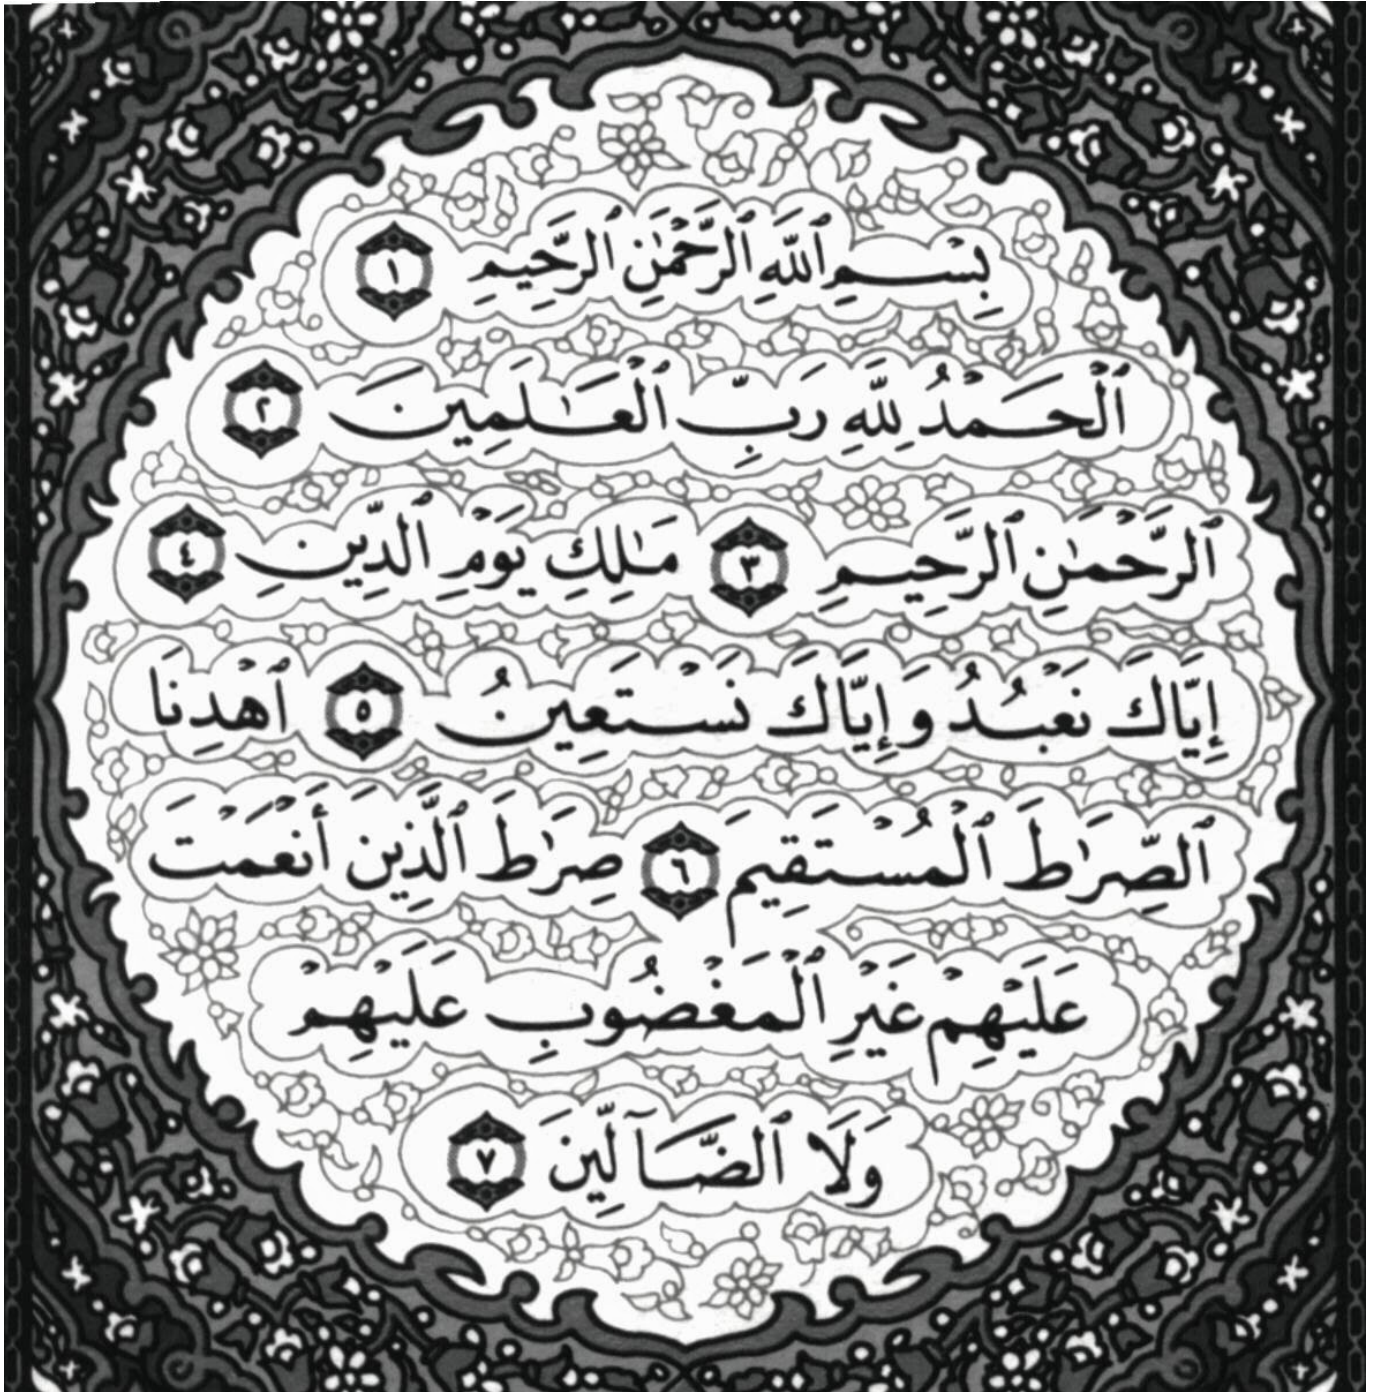 بِسْمِ ٱللَّهِ ٱلرَّحْمَٰنِ ٱلرَّحِيمِ ١
ٱلْحَمْدُ لِلَّهِ رَبِّ ٱلْعَٰلَمِينَ ٢
ٱلرَّحْمَٰنِ ٱلرَّحِيمِ ٣ مَٰلِكِ يَوْمِ ٱلدِّينِ ٤
إِيَّاكَ نَعْبُدُ وَإِيَّاكَ نَسْتَعِينُ ٥ ٱهْدِنَا
ٱلصِّرَٰطَ ٱلْمُسْتَقِيمَ ٦ صِرَٰطَ ٱلَّذِينَ أَنْعَمْتَ
عَلَيْهِمْ غَيْرِ ٱلْمَغْضُوبِ عَلَيْهِمْ
وَلَا ٱلضَّآلِّينَ ٧